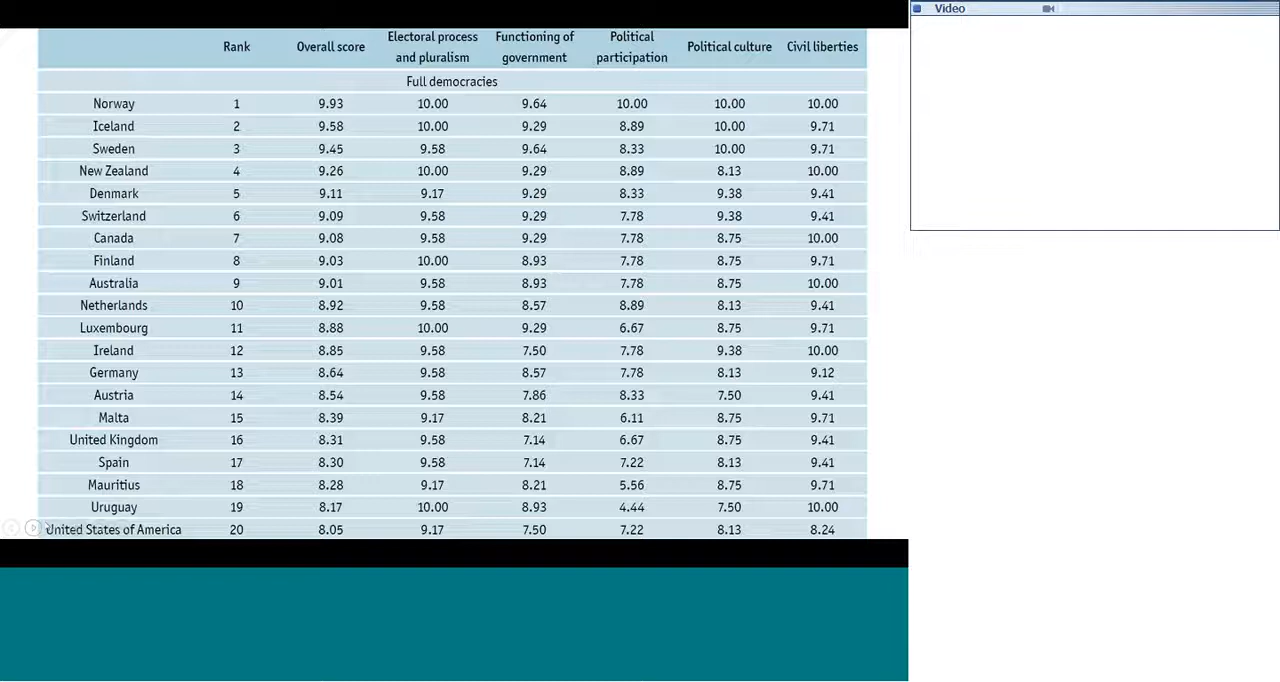 Video
Rank Overall score Electoral process and pluralism Functioning of government Political participation Political culture Civil liberties
Full democracies
Norway 1 9.93 10.00 9.64 10.00 10.00 10.00
Iceland 2 9.58 10.00 9.29 8.89 10.00 9.71
Sweden 3 9.45 9.58 9.64 8.33 10.00 9.71
New Zealand 4 9.26 10.00 9.29 8.89 8.13 10.00
Denmark 5 9.11 9.17 9.29 8.33 9.38 9.41
Switzerland 6 9.09 9.58 9.29 7.78 9.38 9.41
Canada 7 9.08 9.58 9.29 7.78 8.75 10.00
Finland 8 9.03 10.00 8.93 7.78 8.75 9.71
Australia 9 9.01 9.58 8.93 7.78 8.75 10.00
Netherlands 10 8.92 9.58 8.57 8.89 8.13 9.41
Luxembourg 11 8.88 10.00 9.29 6.67 8.75 9.71
Ireland 12 8.85 9.58 7.50 7.78 9.38 10.00
Germany 13 8.64 9.58 8.57 7.78 8.13 9.12
Austria 14 8.54 9.58 7.86 8.33 7.50 9.41
Malta 15 8.39 9.17 8.21 6.11 8.75 9.71
United Kingdom 16 8.31 9.58 7.14 6.67 8.75 9.41
Spain 17 8.30 9.58 7.14 7.22 8.13 9.41
Mauritius 18 8.28 9.17 8.21 5.56 8.75 9.71
Uruguay 19 8.17 10.00 8.93 4.44 7.50 10.00
United States of America 20 8.05 9.17 7.50 7.22 8.13 8.24